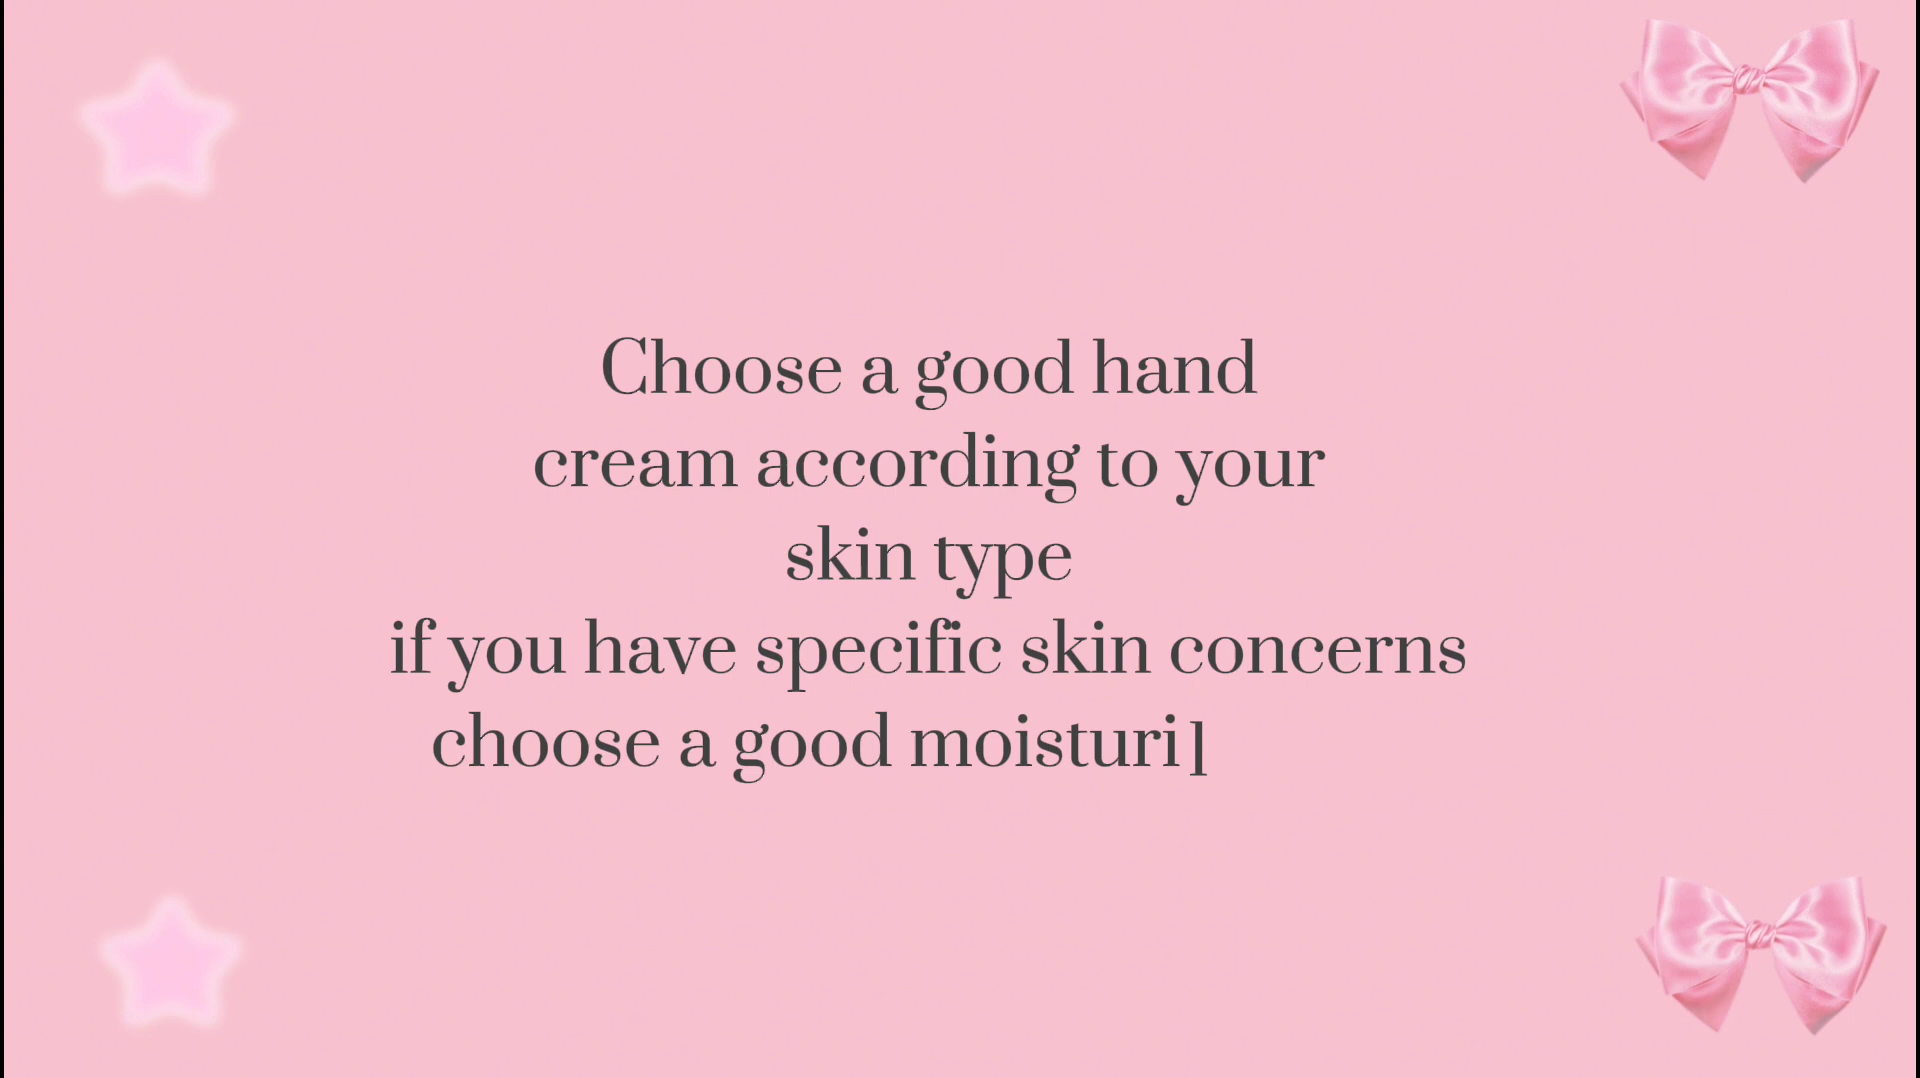 Choose a good hand
cream according to your
skin type
if you have specific skin concerns
choose a good moisturi]